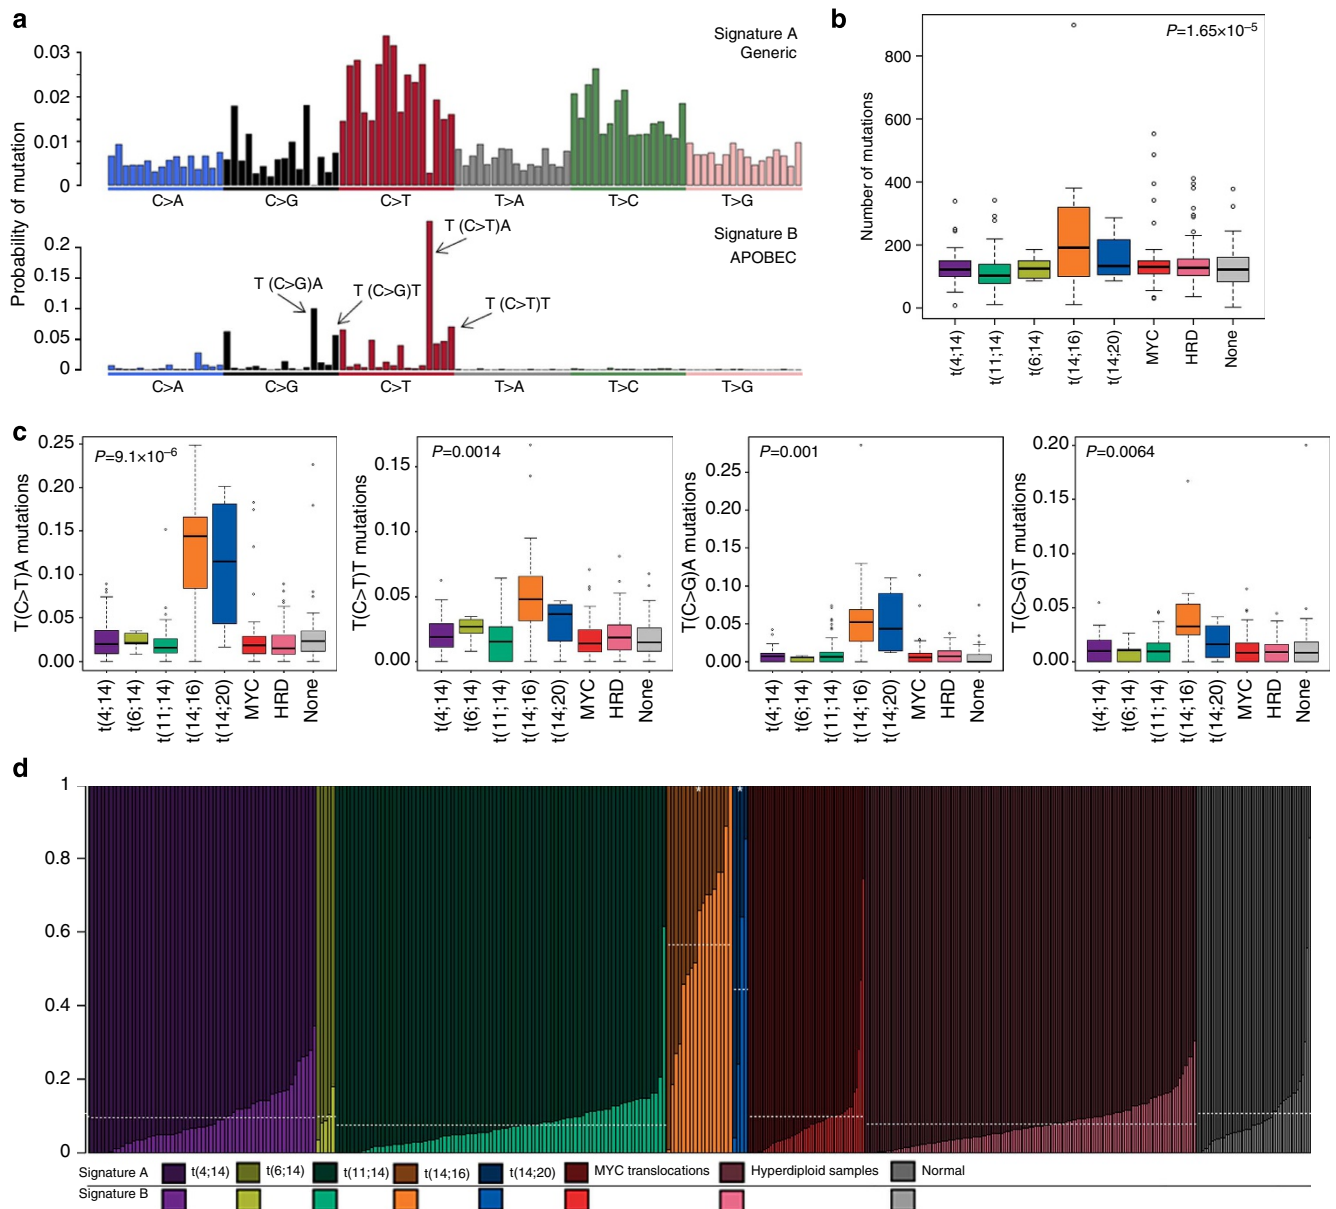 a
Signature A
Generic
0.03
0.02
0.01
0
C>A C>G C>T T>A T>C T>G
Probability of mutation
Signature B
APOBEC
T (C>T)A
T (C>G)A
T (C>G)T
T (C>T)T
0.2
0.15
0.1
0.05
0
C>A C>G C>T T>A T>C T>G
b
P=1.65×10–5
Number of mutations
800
600
400
200
0
t(4;14) t(11;14) t(6;14) t(14;16) t(14;20) MYC HRD None
c
T(C>T)A mutations
P=9.1×10–6
0.25
0.20
0.15
0.10
0.05
0.00
t(4;14) t(6;14) t(11;14) t(14;16) t(14;20) MYC HRD None
T(C>T)T mutations
P=0.0014
0.15
0.10
0.05
0.00
t(4;14) t(6;14) t(11;14) t(14;16) t(14;20) MYC HRD None
T(C>G)A mutations
P=0.001
0.25
0.20
0.15
0.10
0.05
0.00
t(4;14) t(6;14) t(11;14) t(14;16) t(14;20) MYC HRD None
T(C>G)T mutations
P=0.0064
0.20
0.15
0.10
0.05
0.00
t(4;14) t(6;14) t(11;14) t(14;16) t(14;20) MYC HRD None
d
1
0.8
0.6
0.4
0.2
0
* *
Signature A t(4;14) t(6;14) t(11;14) t(14;16) t(14;20) MYC translocations Hyperdiploid samples Normal
Signature B